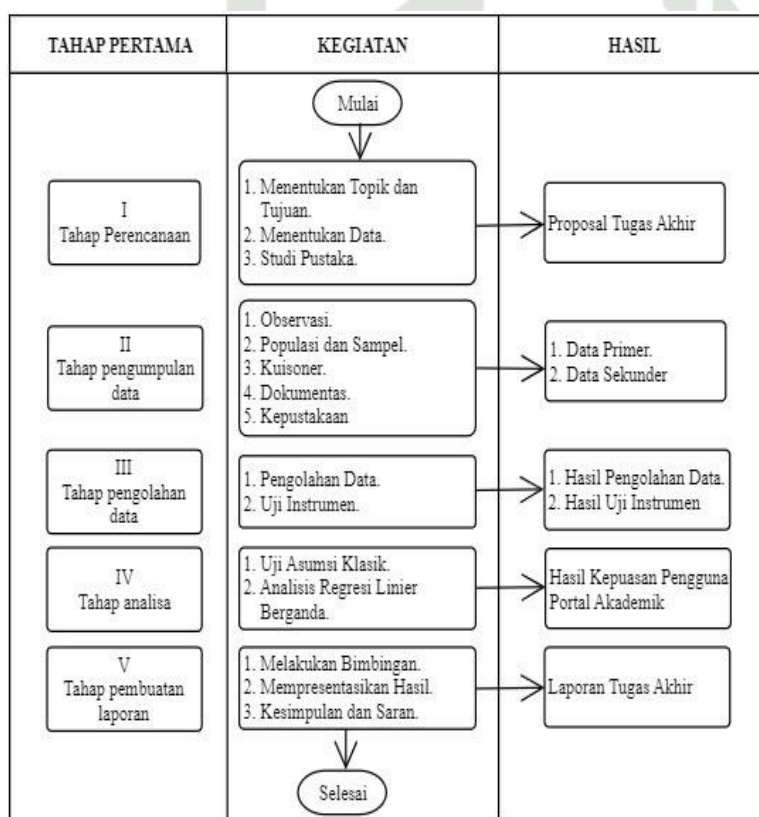 TAHAP PERTAMA
KEGIATAN
HASIL
Mulai
I
Tahap Perencanaan
1. Menentukan Topik dan
Tujuan.
2. Menentukan Data.
3. Studi Pustaka.
Proposal Tugas Akhir
II
Tahap pengumpulan
data
1. Observasi.
2. Populasi dan Sampel.
3. Kuisoner.
4. Dokumentas.
5. Kepustakaan
1. Data Primer.
2. Data Sekunder
III
Tahap pengolahan
data
1. Pengolahan Data.
2. Uji Instrumen.
1. Hasil Pengolahan Data.
2. Hasil Uji Instrumen
IV
Tahap analisa
1. Uji Asumsi Klasik.
2. Analisis Regresi Linier
Berganda.
Hasil Kepuasan Pengguna
Portal Akademik
V
Tahap pembuatan
laporan
1. Melakukan Bimbingan.
2. Mempresentasikan Hasil.
3. Kesimpulan dan Saran.
Laporan Tugas Akhir
Selesai